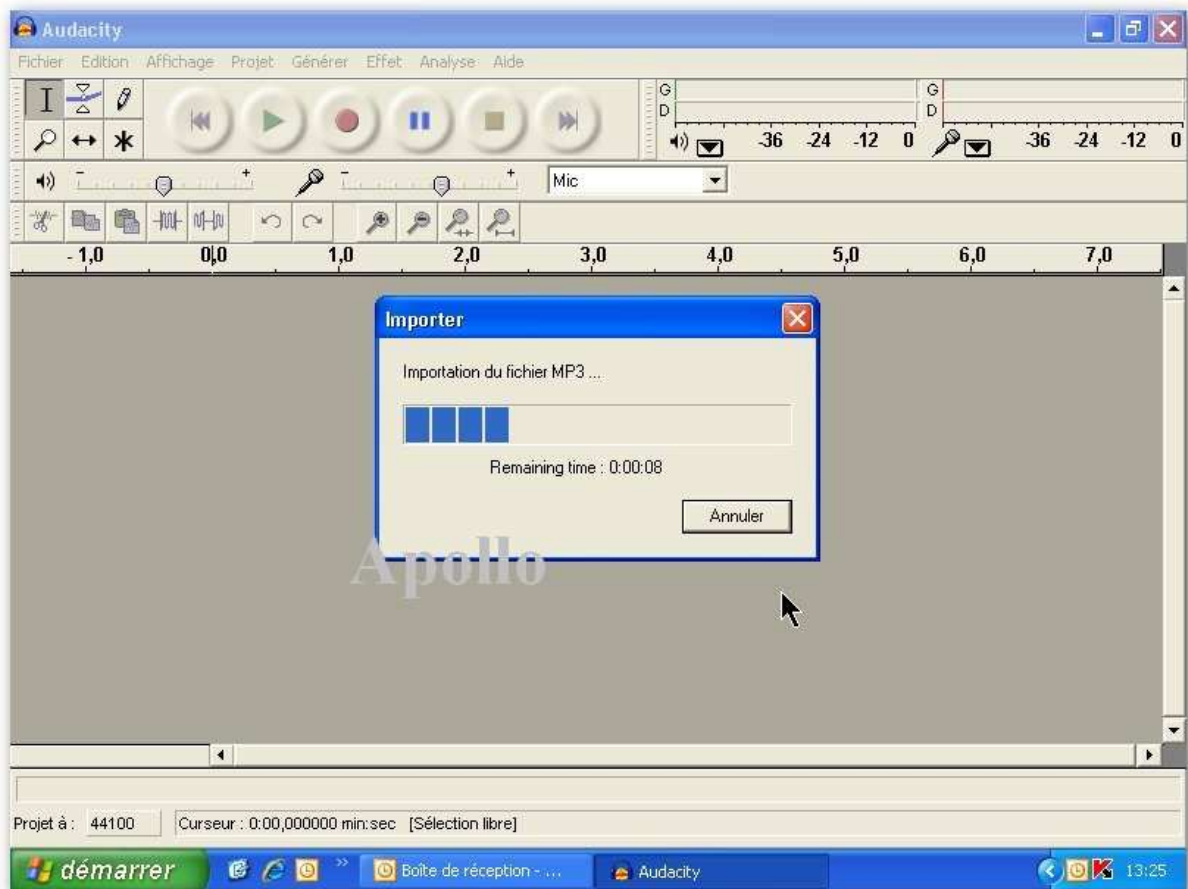 Audacity
Fichier Edition Affichage Projet Générer Effet Analyse Aide
G
D
-36 -24 -12 0
G
D
-36 -24 -12 0
- + - + Mic
- 1,0 0,0 1,0 2,0 3,0 4,0 5,0 6,0 7,0
Importer
Importation du fichier MP3 ...
Remaining time : 0:00:08
Annuler
Apollo
Projet à : 44100 Curseur : 0:00,000000 min:sec [Sélection libre]
démarrer » Boîte de réception - ... Audacity 13:25